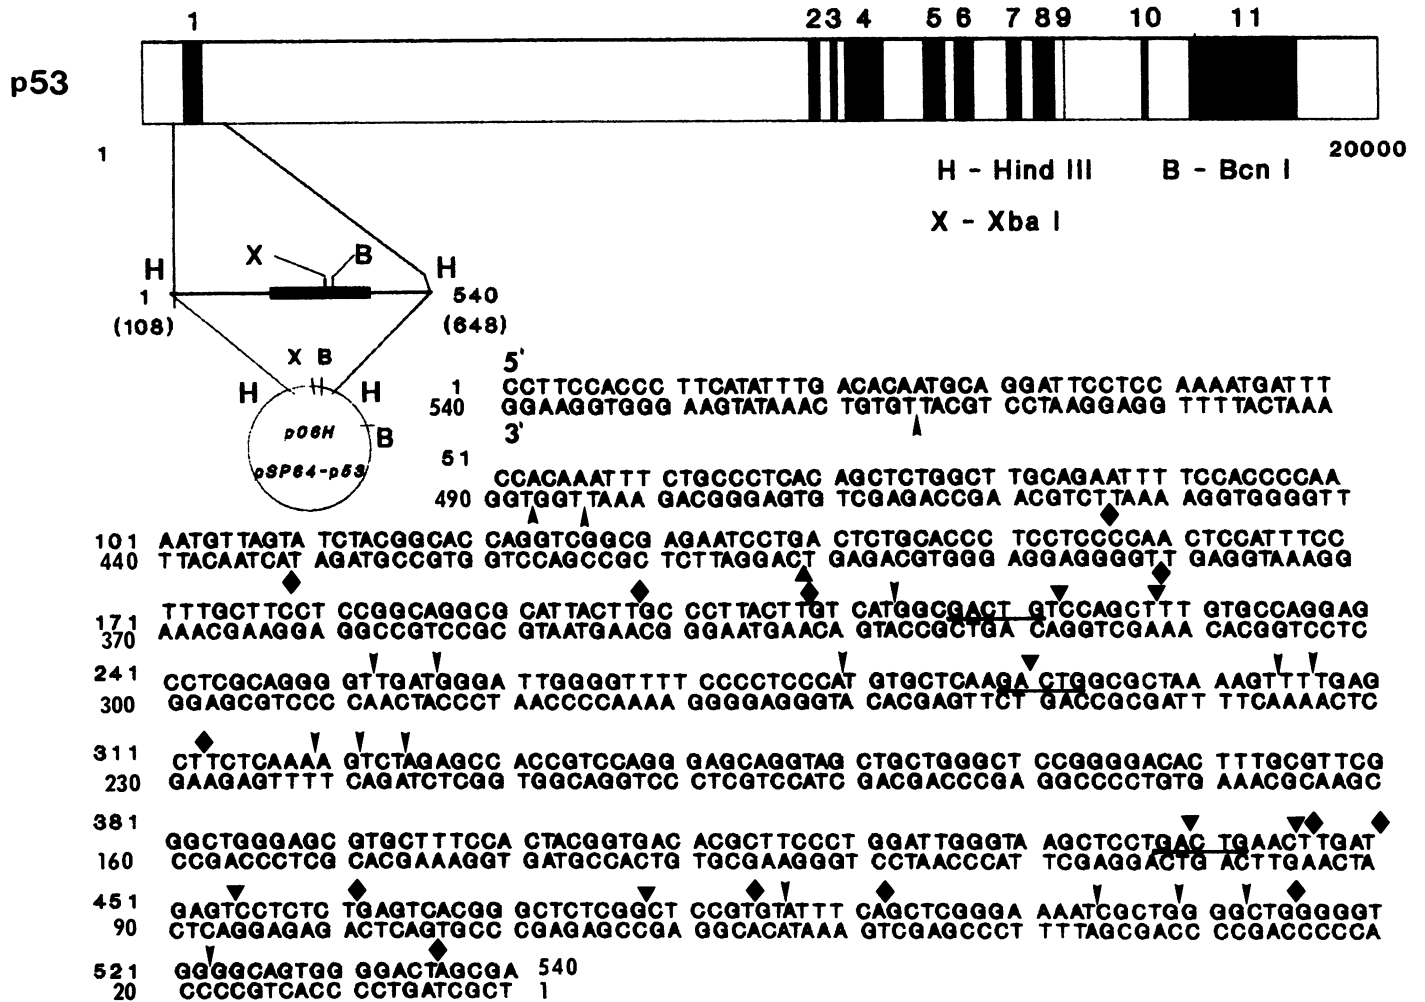 1 23 4 5 6 7 89 10 11
p53
1 20000
H - Hind III B - Bcn I
X - Xba I
X B
H H
1 540
(108) (648)
X B
H H
B
p06H
pSP64-p53
5'
1 CCTTCCACCC TTCATATTTG ACACAATGCA GGATTCCTCC AAAATGATTT
540 GGAAGGTGGG AAGTATAAAC TGTGTTACGT CCTAAGGAGG TTTTACTAAA
3'
51 CCACAAATTT CTGCCCTCAC AGCTCTGGCT TGCAGAATTT TCCACCCCAA
490 GGTGGTTAAA GACGGGAGTG TCGAGACCGA ACGTCTTAAA AGGTGGGGTT
101 AATGTTAGTA TCTACGGCAC CAGGTCGGCG AGAATCCTGA CTCTGCACCC TCCTCCCCAA CTCCATTTCC
440 TTACAATCAT AGATGCCGTG GTCCAGCCGC TCTTAGGACT GAGACGTGGG AGGAGGGGTT GAGGTAAAGG
171 TTTGCTTCCT CCGGCAGGCG CATTACTTGC CCTTACTTGT CATGGCGACT GTCCAGCTTT GTGCCAGGAG
370 AAACGAAGGA GGCCGTCCGC GTAATGAACG GGAATGAACA GTACCGCTGA CAGGTCGAAA CACGGTCCTC
241 CCTCGCAGGG GTTGATGGGA TTGGGGTTTT CCCCTCCCAT GTGCTCAAGA CTGGCGCTAA AAGTTTTGAG
300 GGAGCGTCCC CAACTACCCT AACCCCAAAA GGGGAGGGTA CACGAGTTCT GACCGCGATT TTCAAAACTC
311 CTTCTCAAAA GTCTAGAGCC ACCGTCCAGG GAGCAGGTAG CTGCTGGGCT CCGGGGACAC TTTGCGTTCG
230 GAAGAGTTTT CAGATCTCGG TGGCAGGTCC CTCGTCCATC GACGACCCGA GGCCCCTGTG AAACGCAAGC
381 GGCTGGGAGC GTGCTTTCCA CTACGGTGAC ACGCTTCCCT GGATTGGGTA AGCTCCTGAC TGAACTTGAT
160 CCGACCCTCG CACGAAAGGT GATGCCACTG TGCGAAGGGT CCTAACCCAT TCGAGGACTG ACTTGAACTA
451 GAGTCCTCTC TGAGTCACGG GCTCTCGGCT CCGTGTATTT CAGCTCGGGA AAATCGCTGG GGCTGGGGGT
90 CTCAGGAGAG ACTCAGTGCC CGAGAGCCGA GGCACATAAA GTCGAGCCCT TTTAGCGACC CCGACCCCCA
521 GGGGCAGTGG GGACTAGCGA 540
20 CCCCGTCACC CCTGATCGCT 1